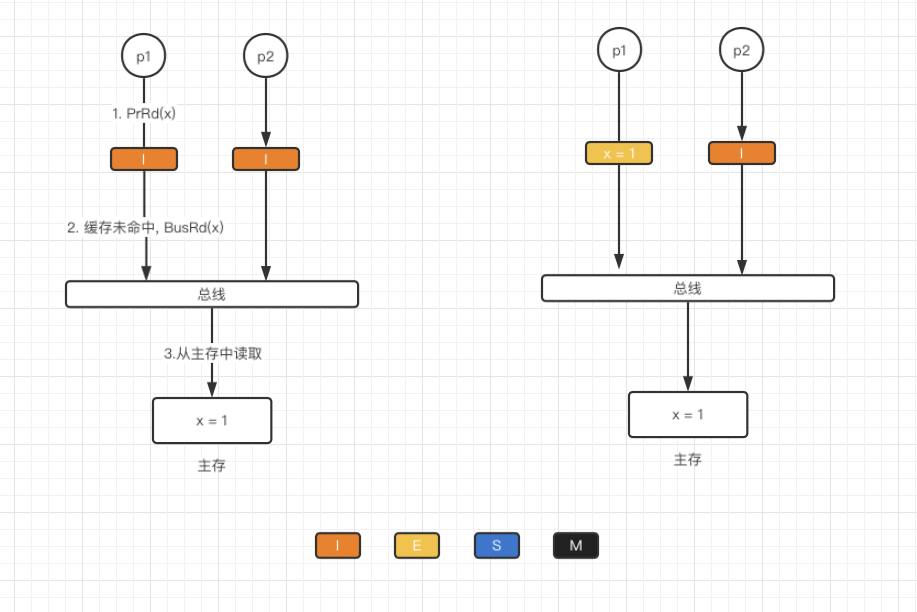 p1
p2
1. PrRd(x)
I
I
2. 缓存未命中, BusRd(x)
总线
3.从主存中读取
x = 1
主存
p1
p2
x = 1
I
总线
x = 1
主存
I
E
S
M